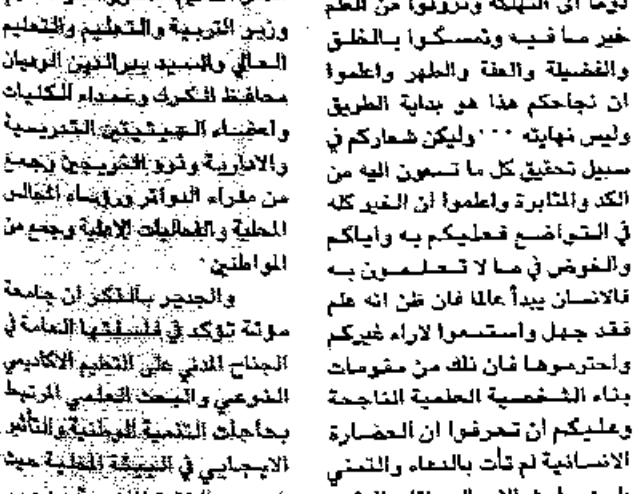 يوما الى التهلكة وتزودوا من العلم
خير ما فيه وتمسكوا بالخلق
والفضيلة والعفة والطهر واعلموا
ان نجاحكم هذا هو بداية الطريق
وليس نهايته ... وليكن شعاركم في
سبيل تحقيق كل ما تسعون اليه من
الكد والمثابرة واعلموا ان الخير كله
في التواضع فعليكم به واياكم
والخوض في ما لا تعلمون به
فالانسان يبدأ عالما فان ظن انه علم
فقد جهل واستمعوا لاراء غيركم
واحترموها فان ذلك من مقومات
بناء الشخصية العلمية الناجحة
وعليكم ان تعرفوا ان الحضارة
الانسانية لم تأت بالدعاء والتمني
وزير التربية والتعليم والتعليم
العالي والسيد بدرالدين
محافظ الكرك وعمداء الكليات
واعضاء الهيئيتين التدريسية
والادارية وذوو الخريجين وجمع
من مدراء الدوائر ورؤساء المجالس
المحلية والفعاليات الاهلية وجمع من
المواطنين.
والجدير بالذكر ان جامعة
مؤتة تؤكد في فلسفتها العامة في
الجناح المدني على التعليم الاكاديمي
النوعي والبحث العلمي المرتبط
بحاجات التنمية الوطنية والتأثير
الايجابي في البيئة المحلية حيث